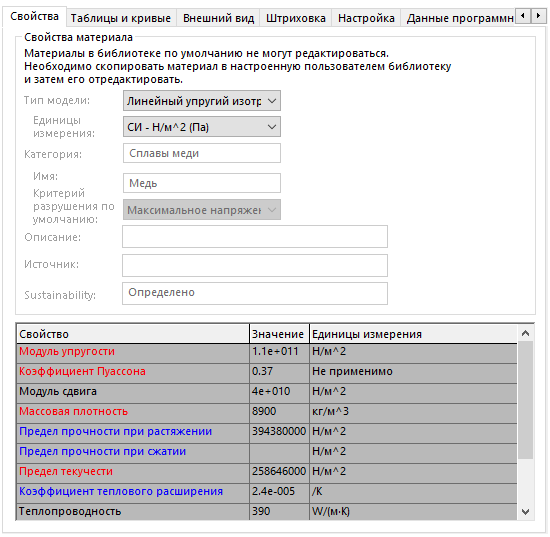 Свойства Таблицы и кривые Внешний вид Штриховка Настройка Данные программн
Свойства материала
Материалы в библиотеке по умолчанию не могут редактироваться.
Необходимо скопировать материал в настроенную пользователем библиотеку
и затем его отредактировать.
Тип модели: Линейный упругий изотр
Единицы
измерения: СИ - Н/м^2 (Па)
Категория: Сплавы меди
Имя: Медь
Критерий
разрушения по
умолчанию: Максимальное напряжен
Описание:
Источник:
Sustainability: Определено
Свойство Значение Единицы измерения
Модуль упругости 1.1e+011 Н/м^2
Коэффициент Пуассона 0.37 Не применимо
Модуль сдвига 4e+010 Н/м^2
Массовая плотность 8900 кг/м^3
Предел прочности при растяжении 394380000 Н/м^2
Предел прочности при сжатии Н/м^2
Предел текучести 258646000 Н/м^2
Коэффициент теплового расширения 2.4e-005 /K
Теплопроводность 390 W/(м·K)